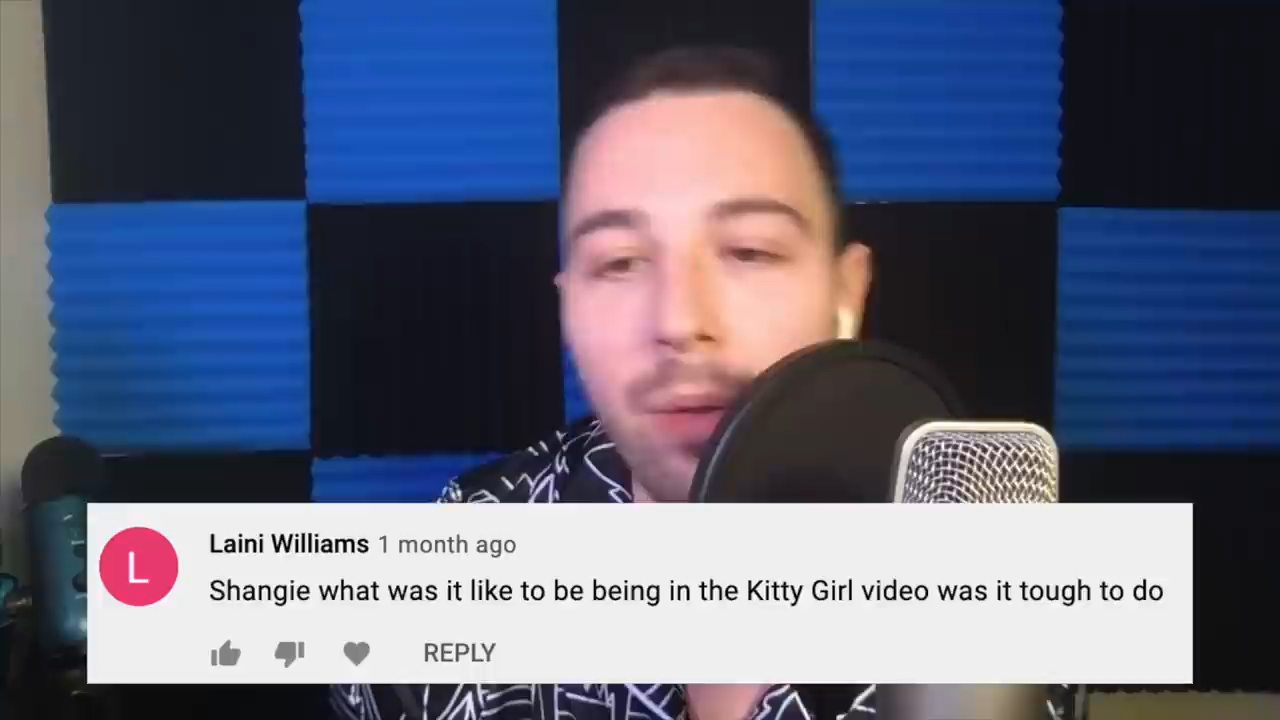 L
Laini Williams 1 month ago
Shangie what was it like to be being in the Kitty Girl video was it tough to do
REPLY